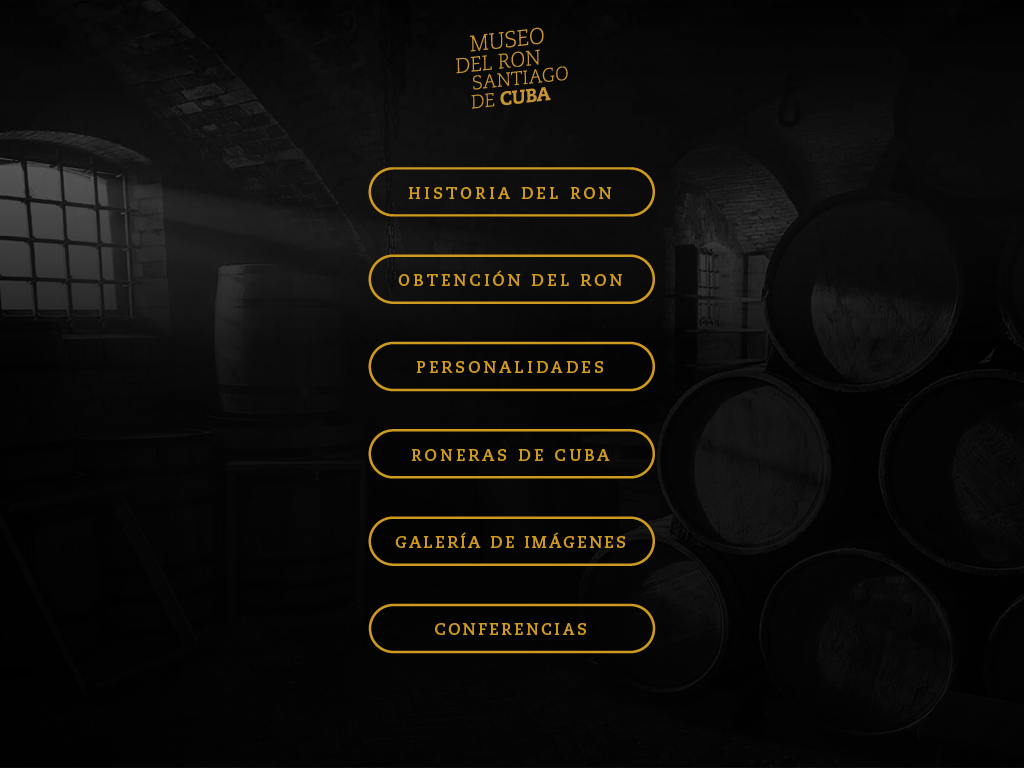 MUSEO
DEL RON
SANTIAGO
DE CUBA
HISTORIA DEL RON
OBTENCIÓN DEL RON
PERSONALIDADES
RONERAS DE CUBA
GALERÍA DE IMÁGENES
CONFERENCIAS